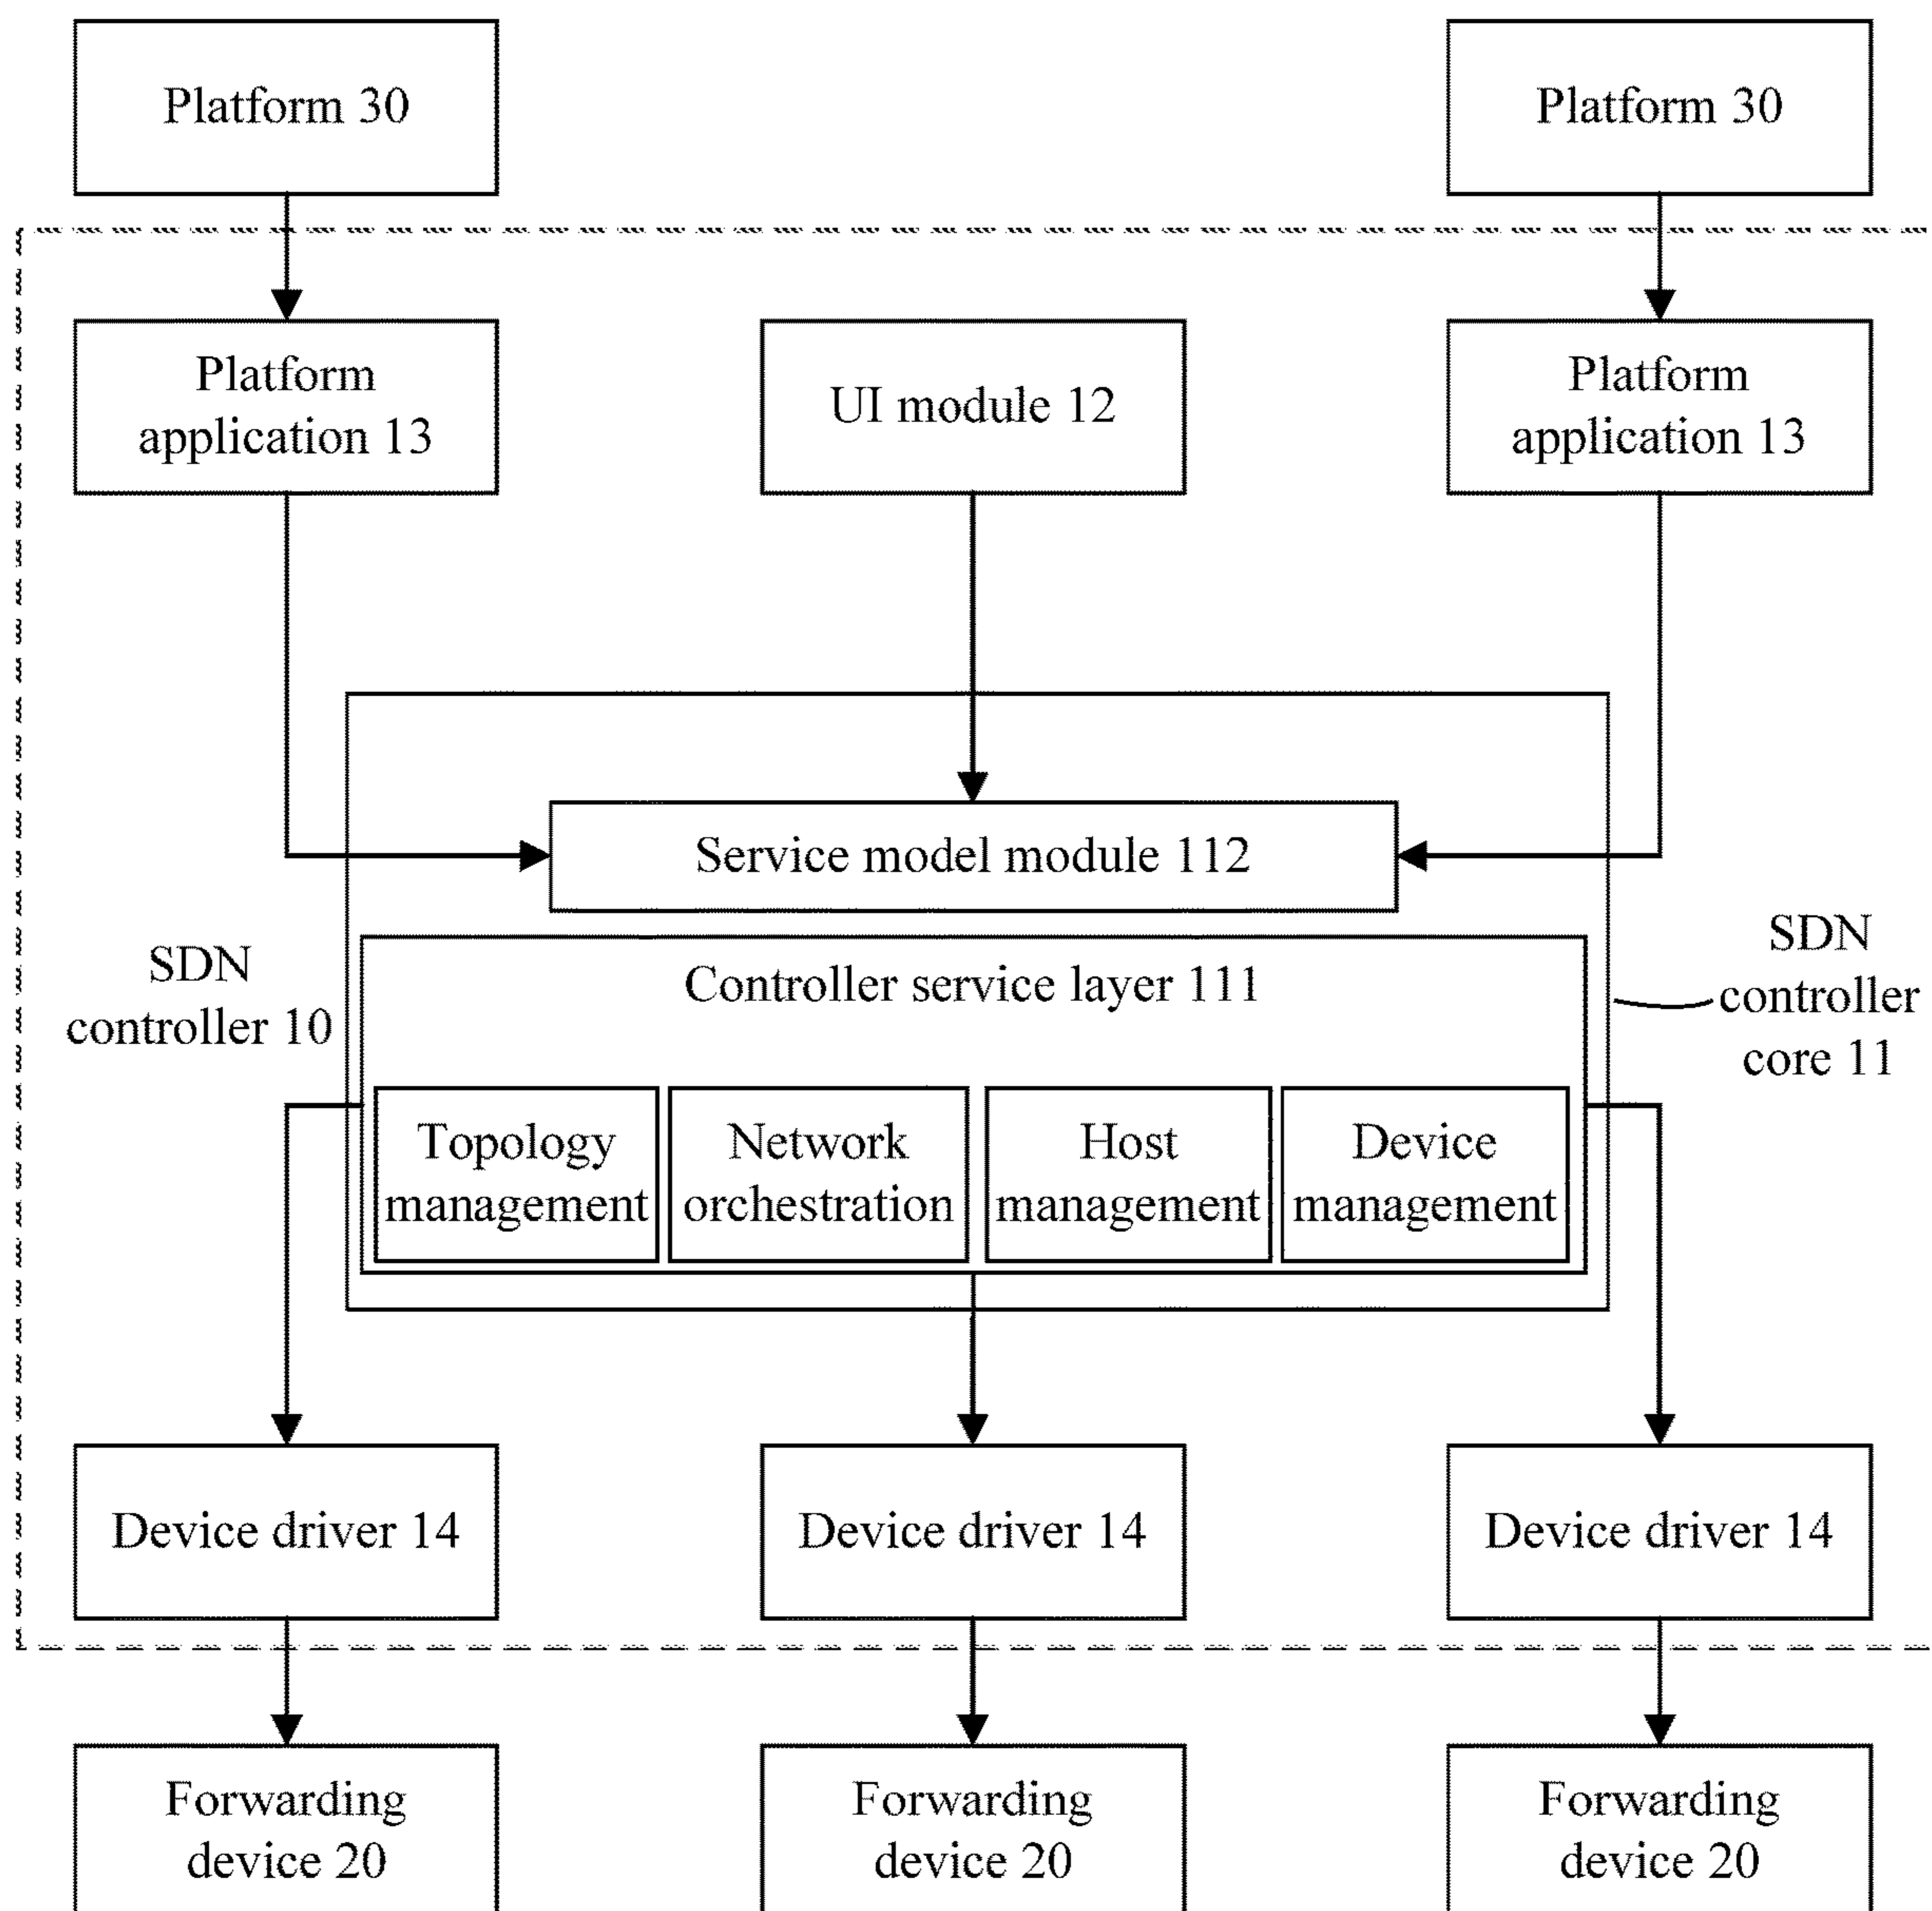 Platform 30
Platform 30
Platform
application 13
UI module 12
Platform
application 13
Service model module 112
SDN
controller 10
Controller service layer 111
SDN
controller
core 11
Topology
management
Network
orchestration
Host
management
Device
management
Device driver 14
Device driver 14
Device driver 14
Forwarding
device 20
Forwarding
device 20
Forwarding
device 20